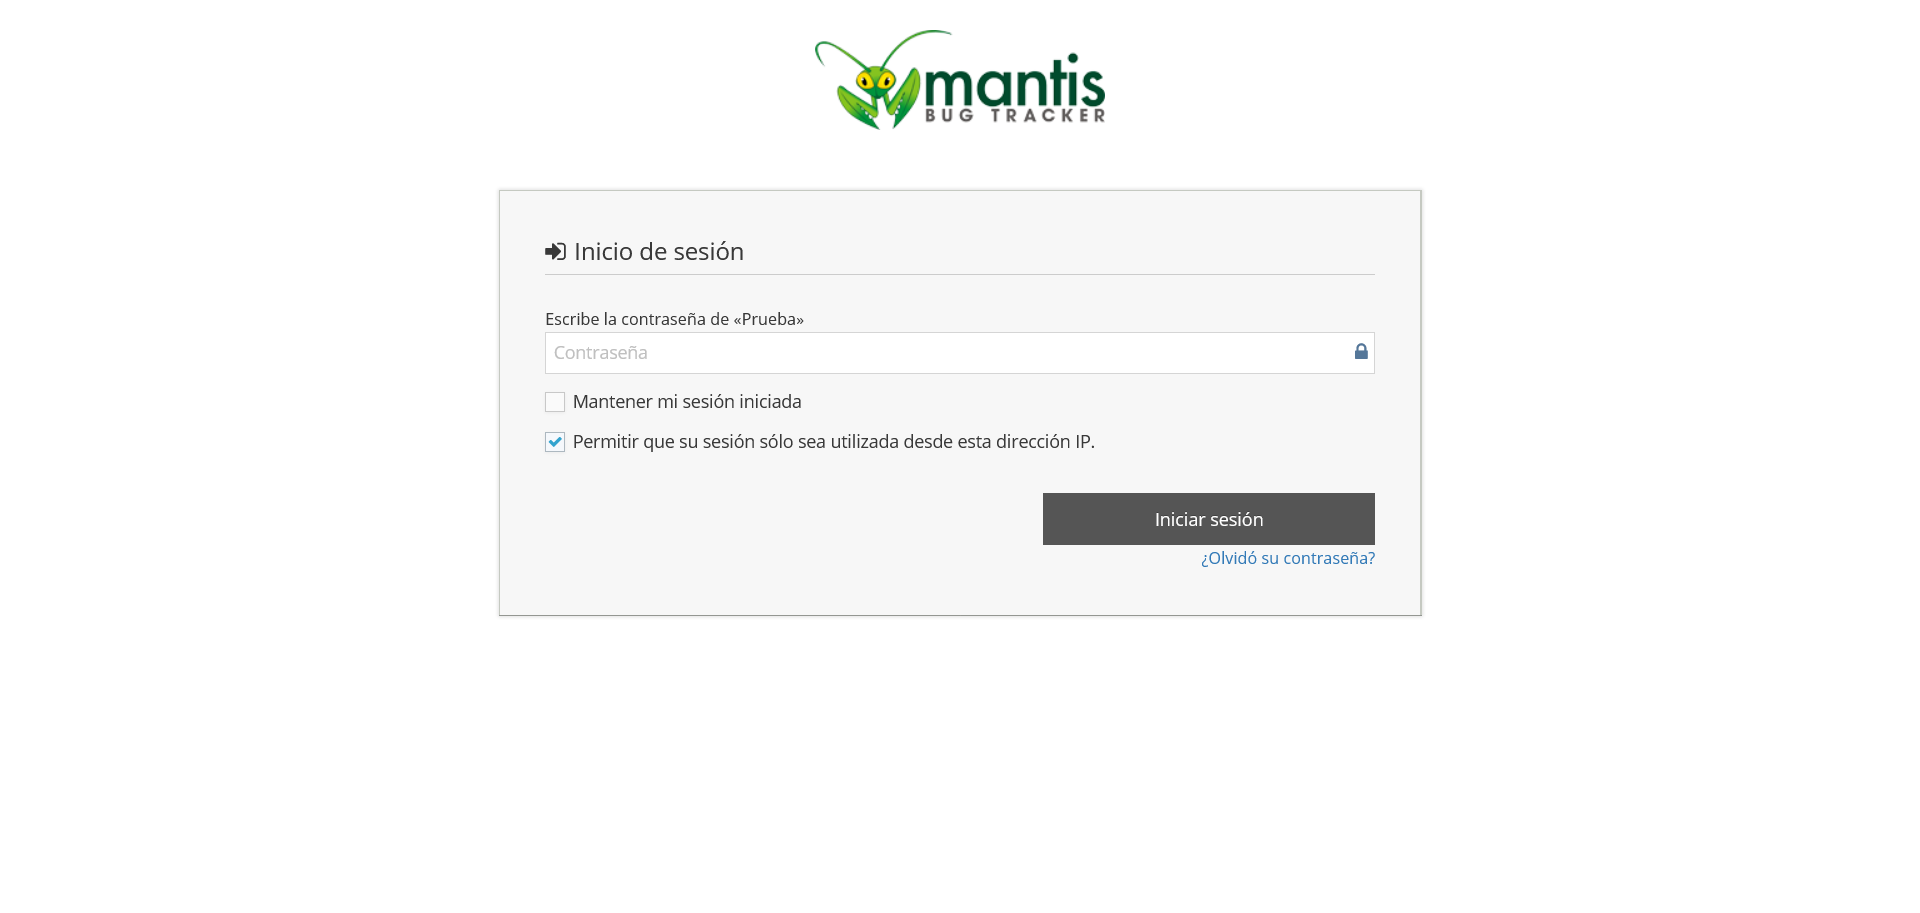 mantis
BUG TRACKER
Inicio de sesión
Escribe la contraseña de «Prueba»
Contraseña
Mantener mi sesión iniciada
Permitir que su sesión sólo sea utilizada desde esta dirección IP.
Iniciar sesión
¿Olvidó su contraseña?